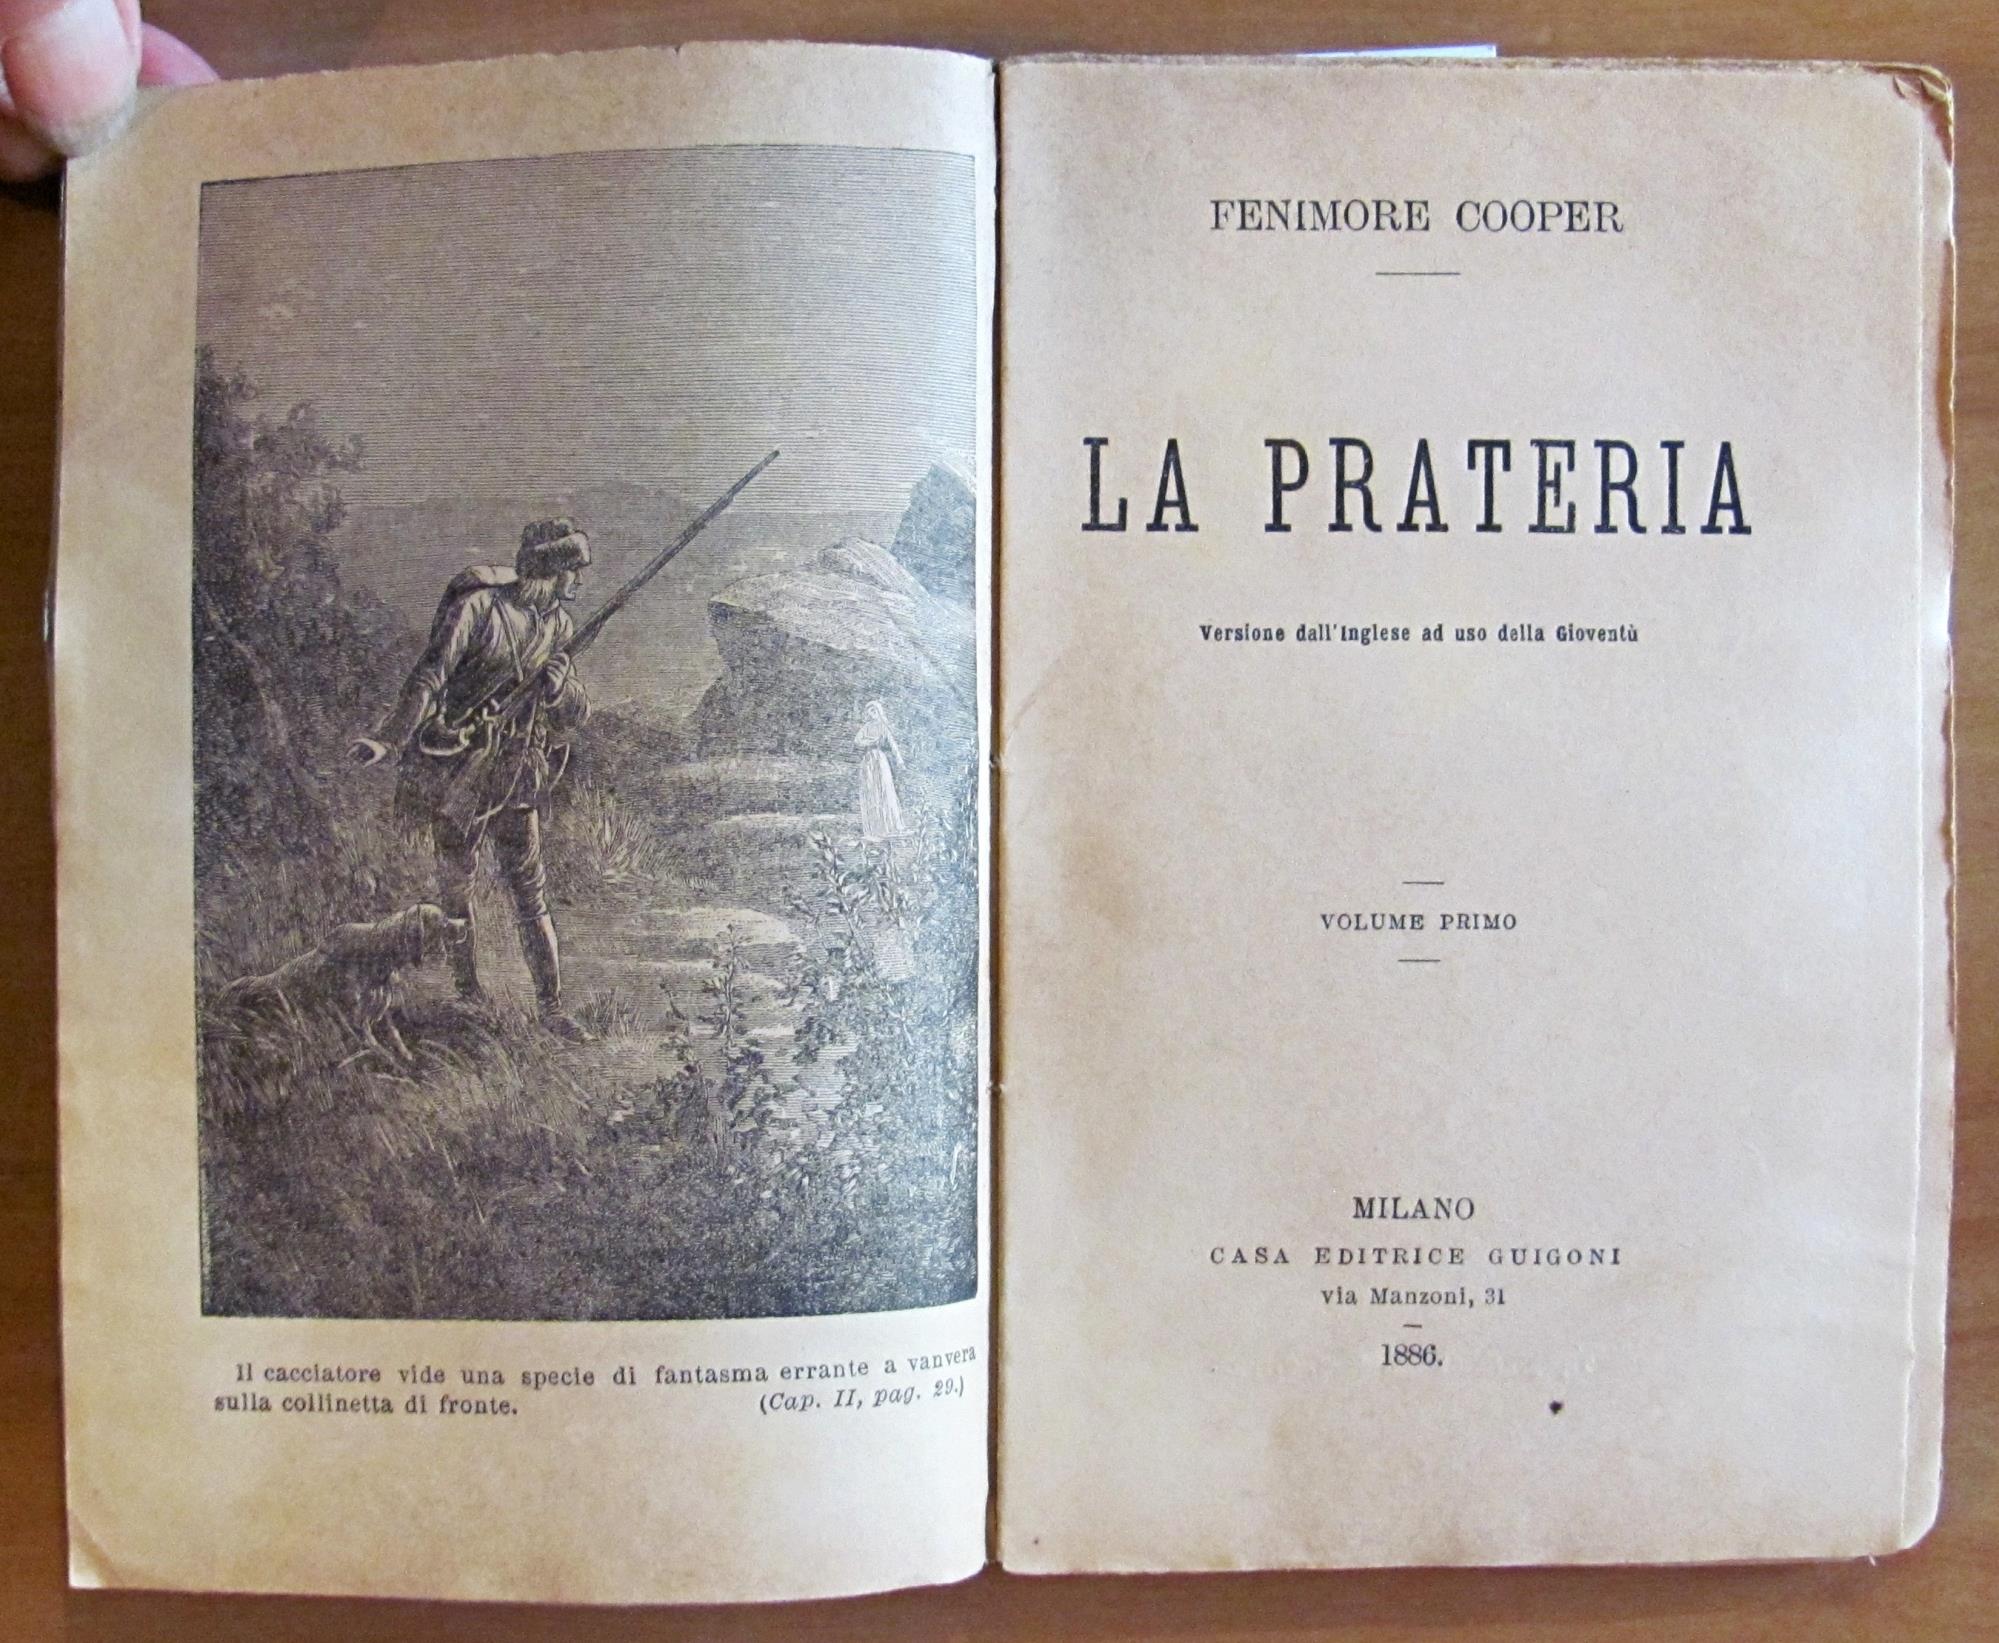 Il cacciatore vide una specie di fantasma errante a vanvera
sulla collinetta di fronte. (Cap. II, pag. 29.)
FENIMORE COOPER
LA PRATERIA
Versione dall'Inglese ad uso della Gioventù
VOLUME PRIMO
MILANO
CASA EDITRICE GUIGONI
via Manzoni, 31
1886.